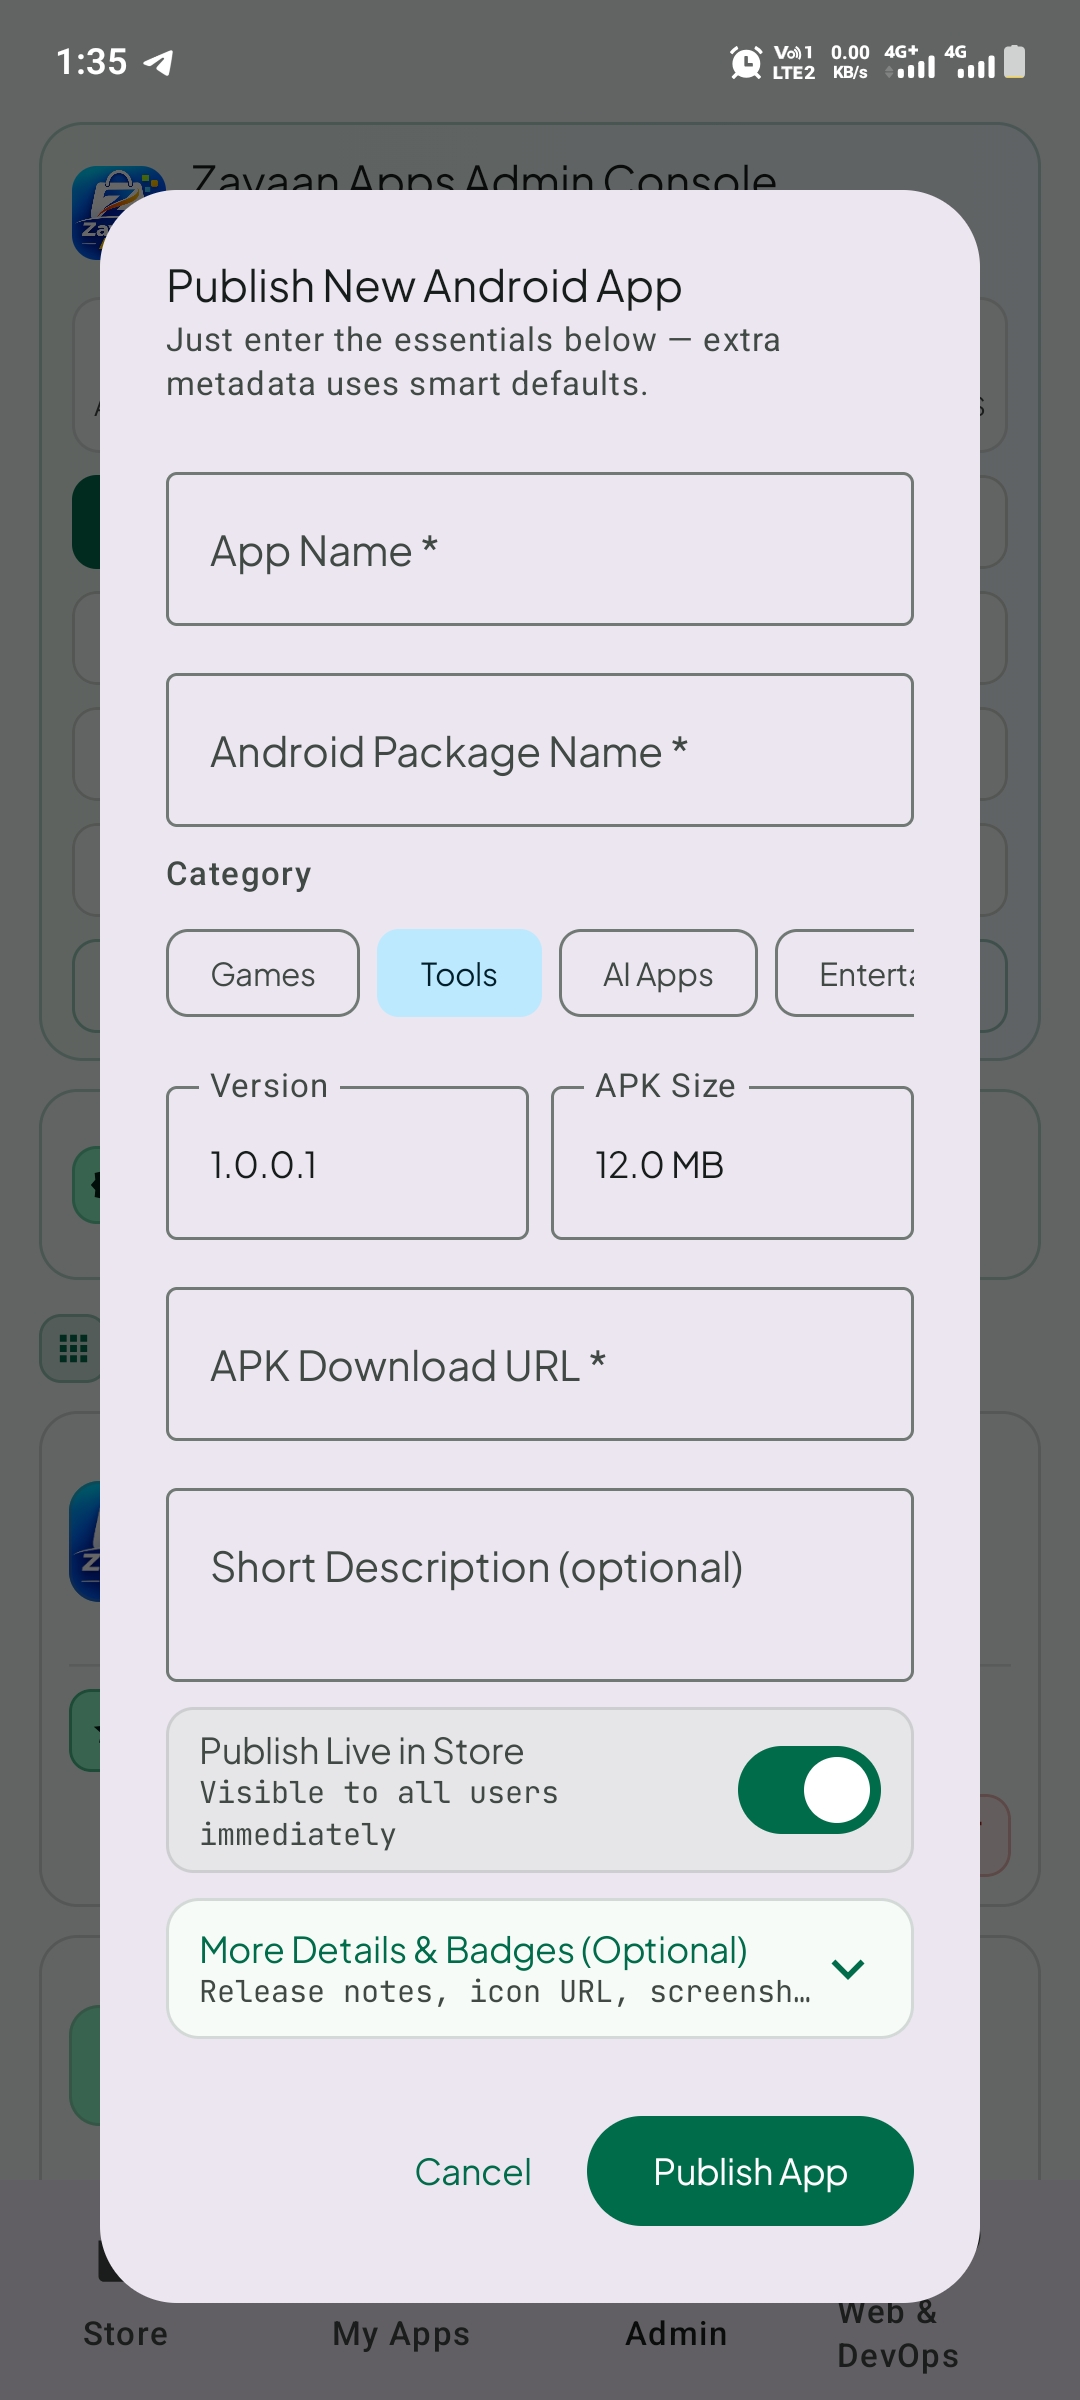 1:35
Vo 1
LTE2
0.00
KB/s
4G+
4G
Zayaan Apps Admin Console
Publish New Android App
Just enter the essentials below — extra
metadata uses smart defaults.
App Name *
Android Package Name *
Category
Games
Tools
AI Apps
Enterta
Version
1.0.0.1
APK Size
12.0 MB
APK Download URL *
Short Description (optional)
Publish Live in Store
Visible to all users
immediately
More Details & Badges (Optional)
Release notes, icon URL, screensh…
Cancel
Publish App
Store
My Apps
Admin
Web &
DevOps